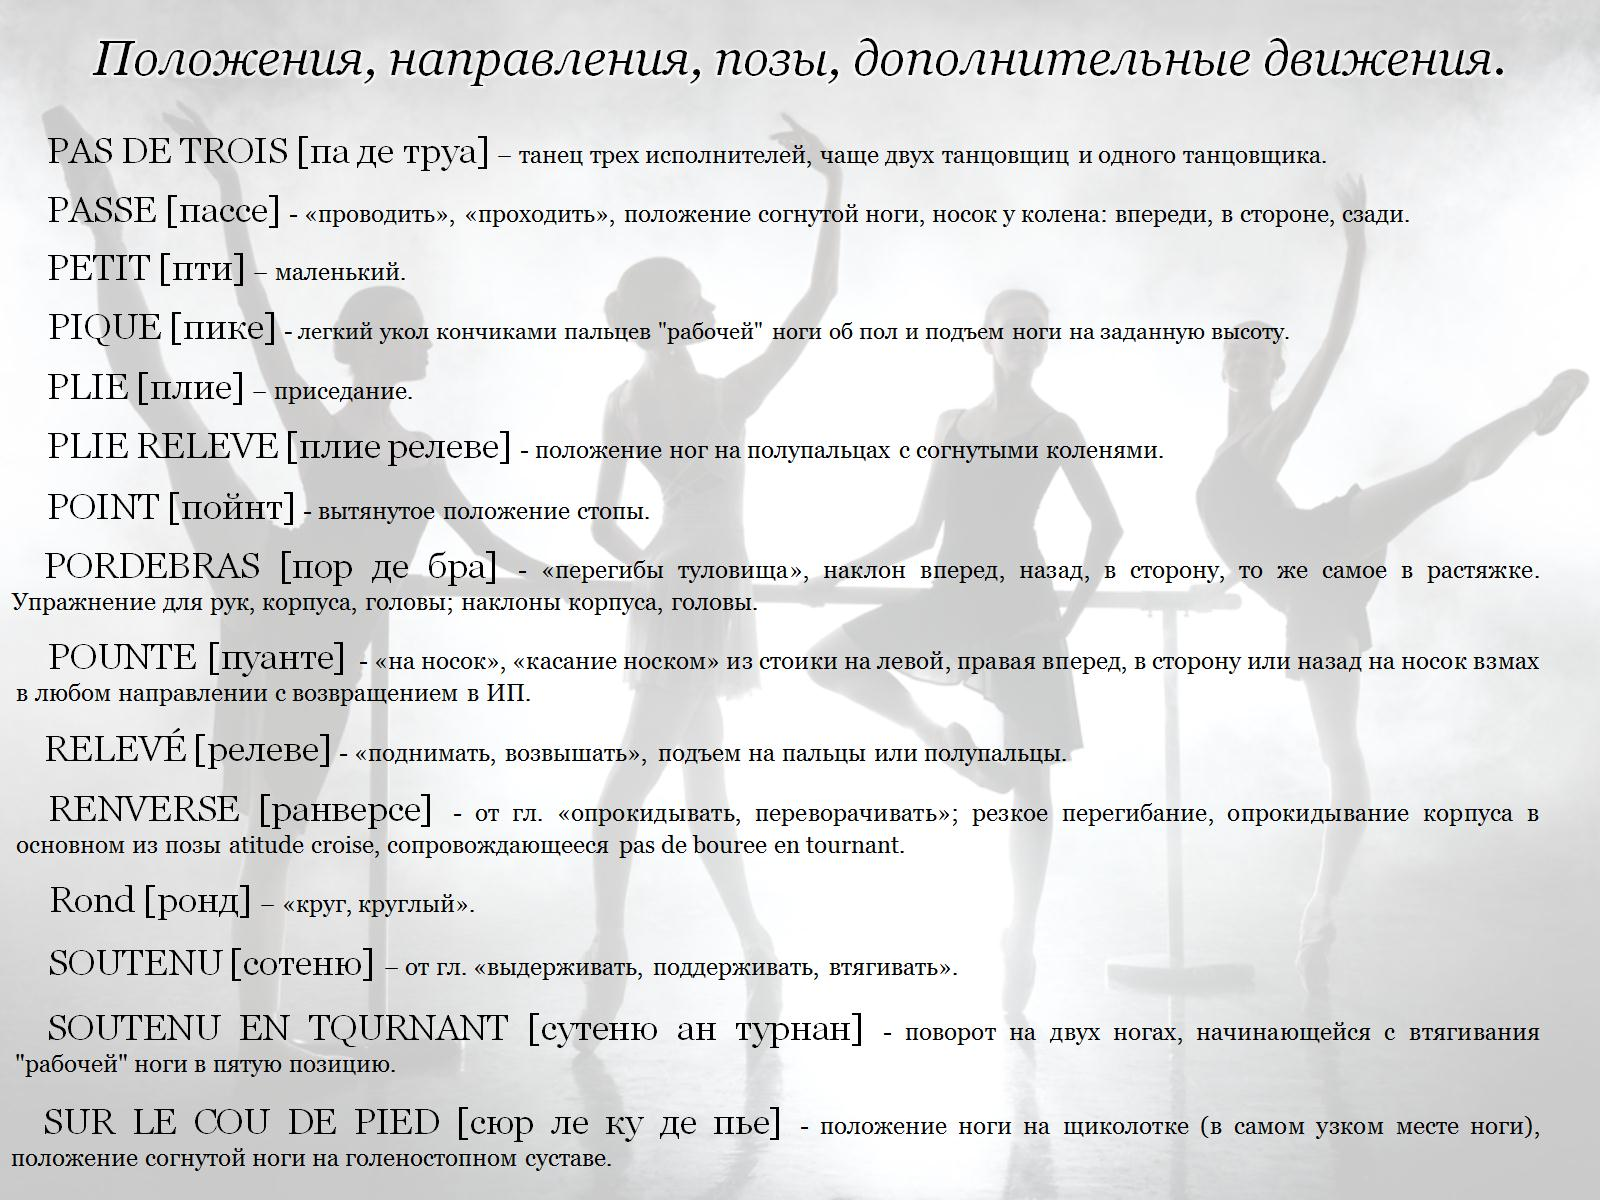 Положения, направления, позы, дополнительные движения.
PAS DE TROIS [па де труа] – танец трех исполнителей, чаще двух танцовщиц и одного танцовщика.
PASSE [пассе] - «проводить», «проходить», положение согнутой ноги, носок у колена: впереди, в стороне, сзади.
PETIT [пти] – маленький.
PIQUE [пике] - легкий укол кончиками пальцев "рабочей" ноги об пол и подъем ноги на заданную высоту.
PLIE [плие] – приседание.
PLIE RELEVE [плие релеве] - положение ног на полупальцах с согнутыми коленями.
POINT [пойнт] - вытянутое положение стопы.
PORDEBRAS [пор де бра] - «перегибы туловища», наклон вперед, назад, в сторону, то же самое в растяжке.
Упражнение для рук, корпуса, головы; наклоны корпуса, головы.
POUNTE [пуанте] - «на носок», «касание носком» из стоики на левой, правая вперед, в сторону или назад на носок взмах
в любом направлении с возвращением в ИП.
RELEVÉ [релеве] - «поднимать, возвышать», подъем на пальцы или полупальцы.
RENVERSE [ранверсе] - от гл. «опрокидывать, переворачивать»; резкое перегибание, опрокидывание корпуса в
основном из позы atitude croise, сопровождающееся pas de bouree en tournant.
Rond [ронд] – «круг, круглый».
SOUTENU [сотеню] – от гл. «выдерживать, поддерживать, втягивать».
SOUTENU EN TQURNANT [сутеню ан турнан] - поворот на двух ногах, начинающейся с втягивания
"рабочей" ноги в пятую позицию.
SUR LE COU DE PIED [сюр ле ку де пье] - положение ноги на щиколотке (в самом узком месте ноги),
положение согнутой ноги на голеностопном суставе.